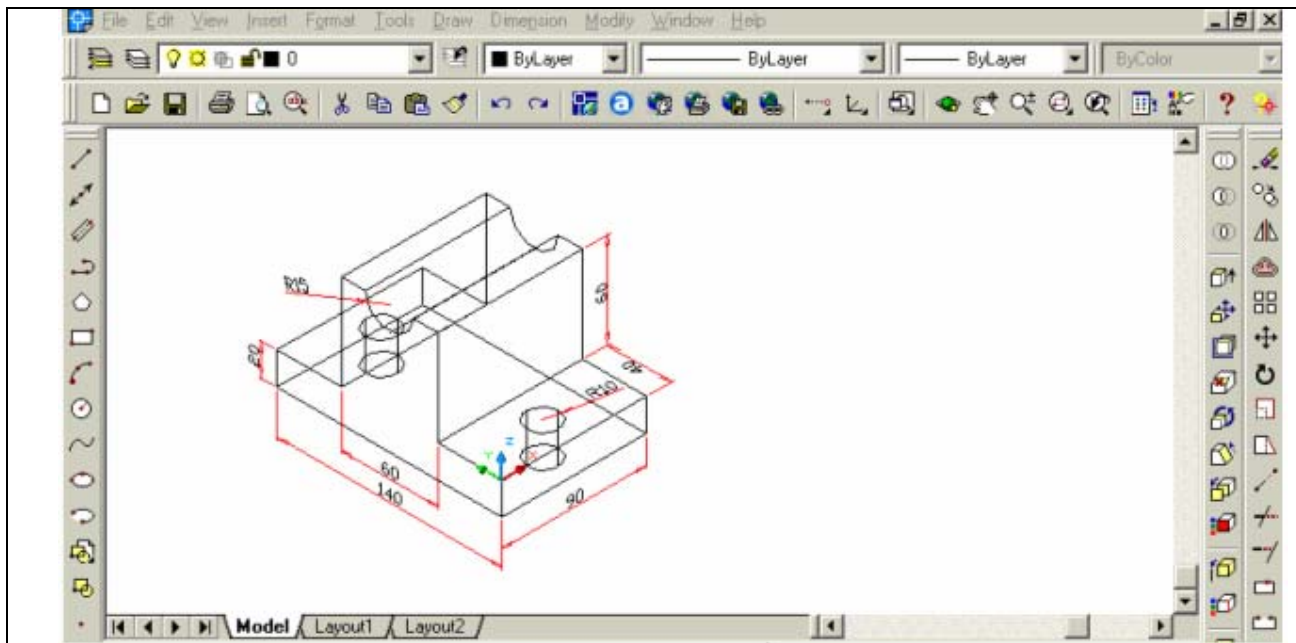 File Edit View Insert Format Tools Draw Dimension Modify Window Help
0 ByLayer ByLayer ByLayer ByColor
R15
60
20
40
R10
Z
Y X
60
140
90
Model Layout1 Layout2